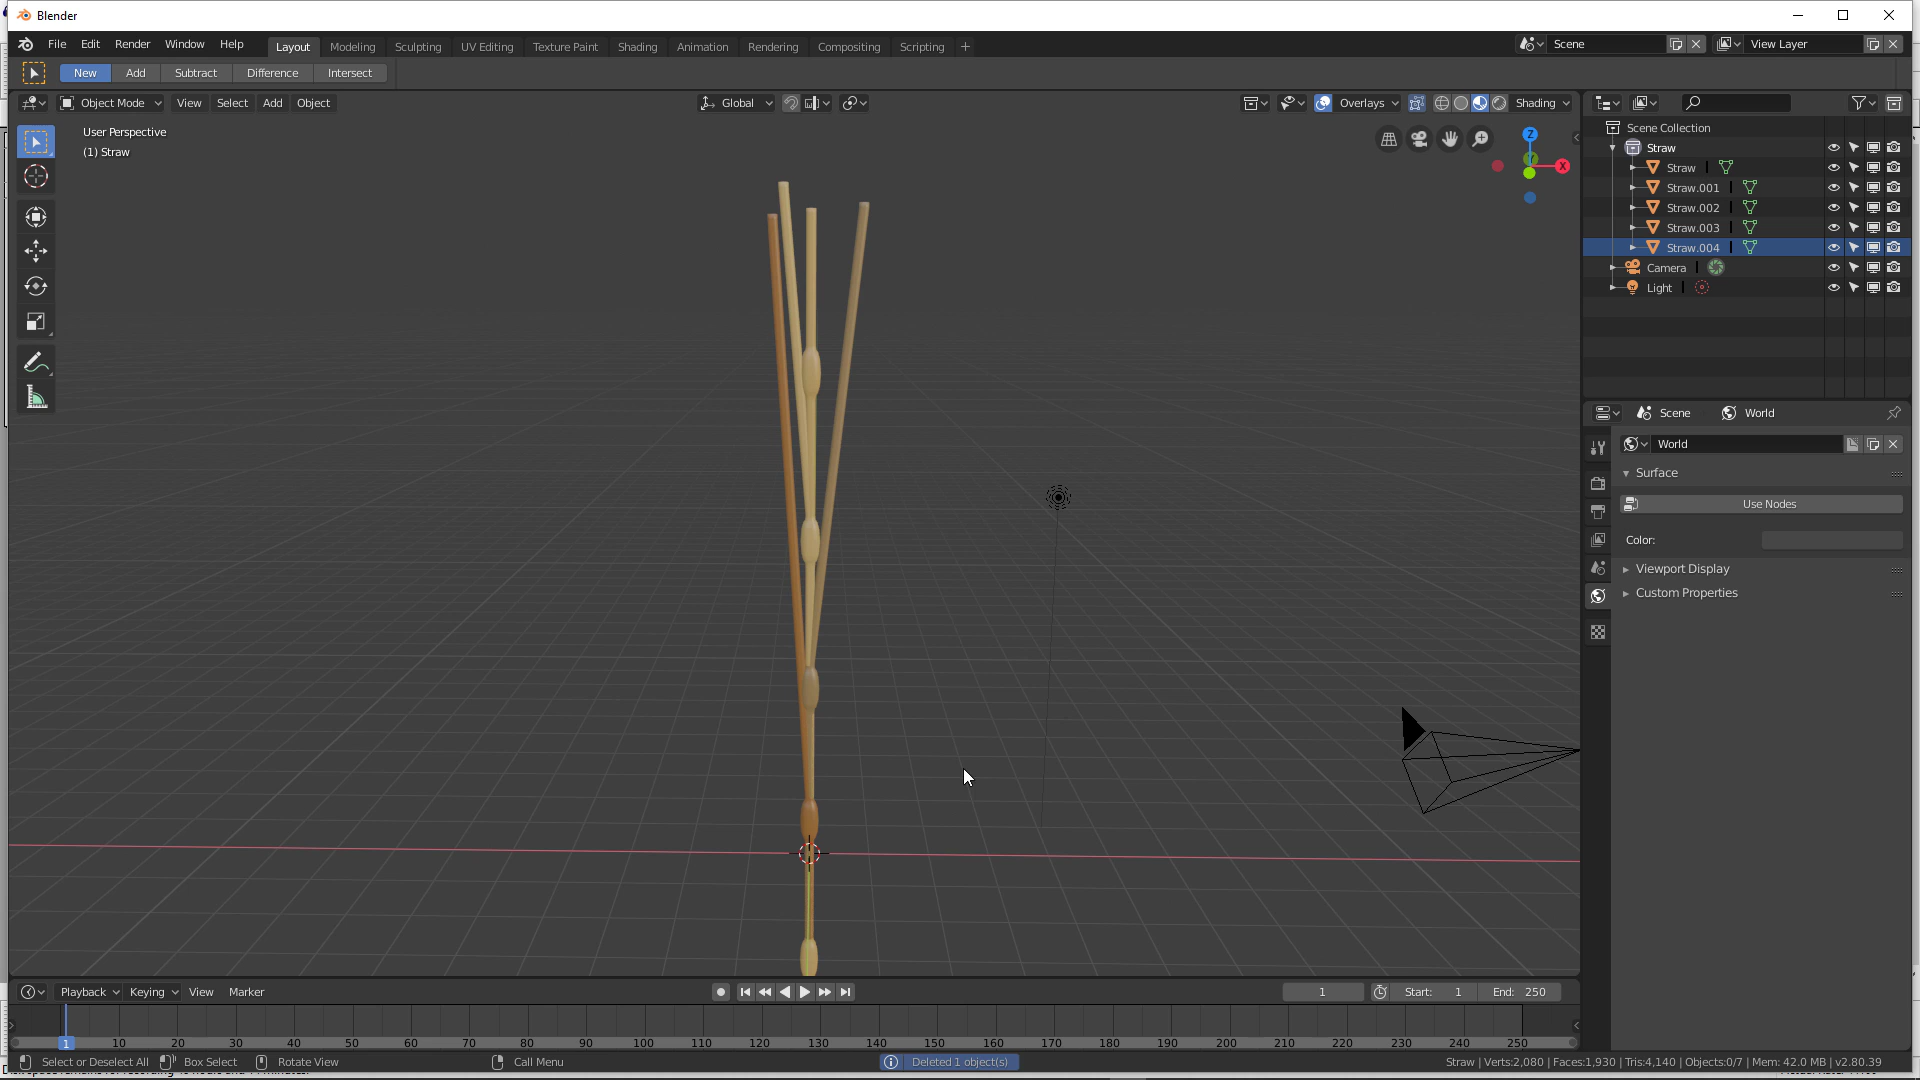 Blender
File Edit Render Window Help Layout Modeling Sculpting UV Editing Texture Paint Shading Animation Rendering Compositing Scripting + Scene View Layer
New Add Subtract Difference Intersect
Object Mode View Select Add Object Global Overlays Shading
User Perspective
(1) Straw
Z
X
Scene Collection
Straw
Straw
Straw.001
Straw.002
Straw.003
Straw.004
Camera
Light
Scene World
World
Surface
Use Nodes
Color:
Viewport Display
Custom Properties
Playback Keying View Marker 1 Start: 1 End: 250
1 10 20 30 40 50 60 70 80 90 100 110 120 130 140 150 160 170 180 190 200 210 220 230 240 250
Select or Deselect All Box Select Rotate View Call Menu Deleted 1 object(s) Straw | Verts:2,080 | Faces:1,930 | Tris:4,140 | Objects:0/7 | Mem: 42.0 MB | v2.80.39